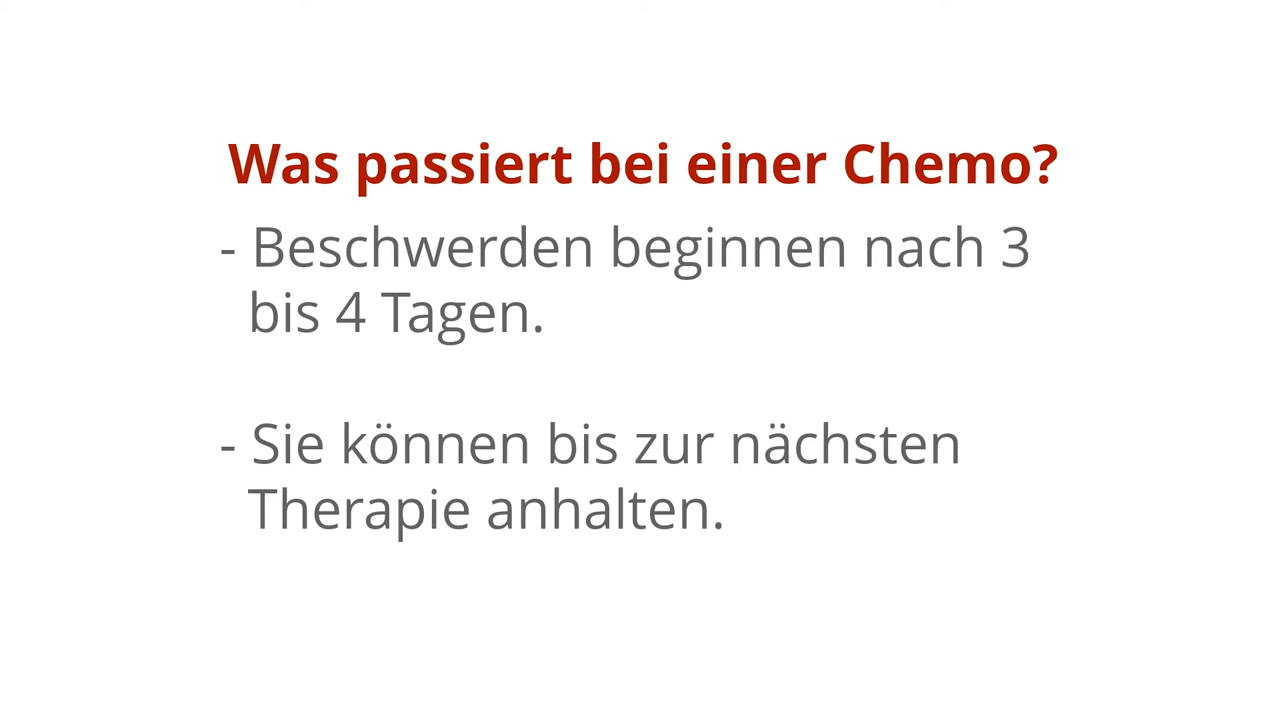 Was passiert bei einer Chemo?
- Beschwerden beginnen nach 3
bis 4 Tagen.
- Sie können bis zur nächsten
Therapie anhalten.